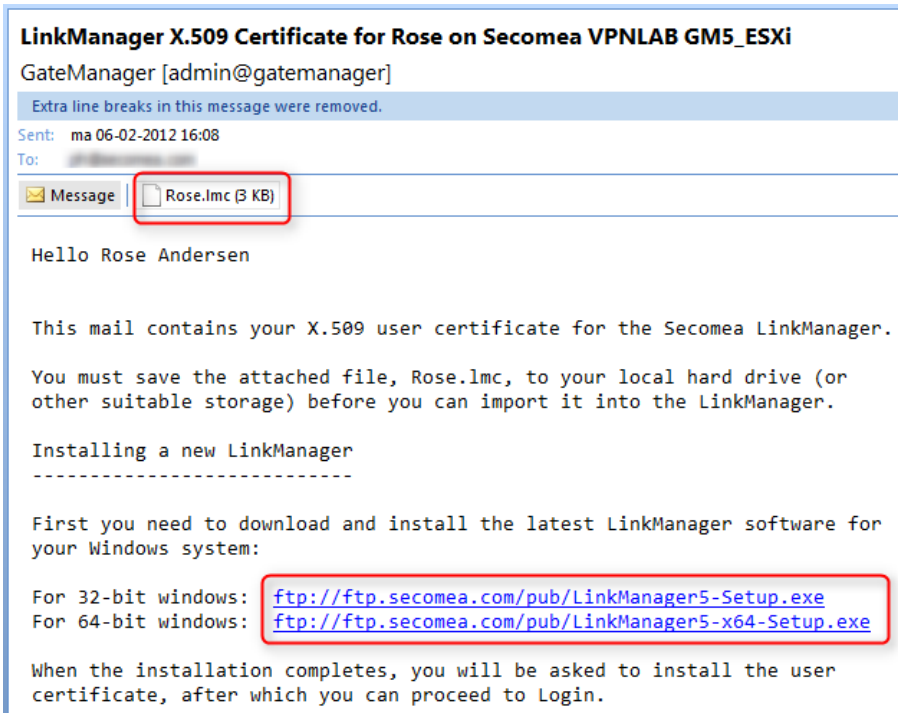 LinkManager X.509 Certificate for Rose on Secomea VPNLAB GM5_ESXi
GateManager [admin@gatemanager]
Extra line breaks in this message were removed.
Sent: ma 06-02-2012 16:08
To:
Message Rose.lmc (3 KB)
Hello Rose Andersen
This mail contains your X.509 user certificate for the Secomea LinkManager.
You must save the attached file, Rose.lmc, to your local hard drive (or
other suitable storage) before you can import it into the LinkManager.
Installing a new LinkManager
----------------------------
First you need to download and install the latest LinkManager software for
your Windows system:
For 32-bit windows: ftp://ftp.secomea.com/pub/LinkManager5-Setup.exe
For 64-bit windows: ftp://ftp.secomea.com/pub/LinkManager5-x64-Setup.exe
When the installation completes, you will be asked to install the user
certificate, after which you can proceed to Login.